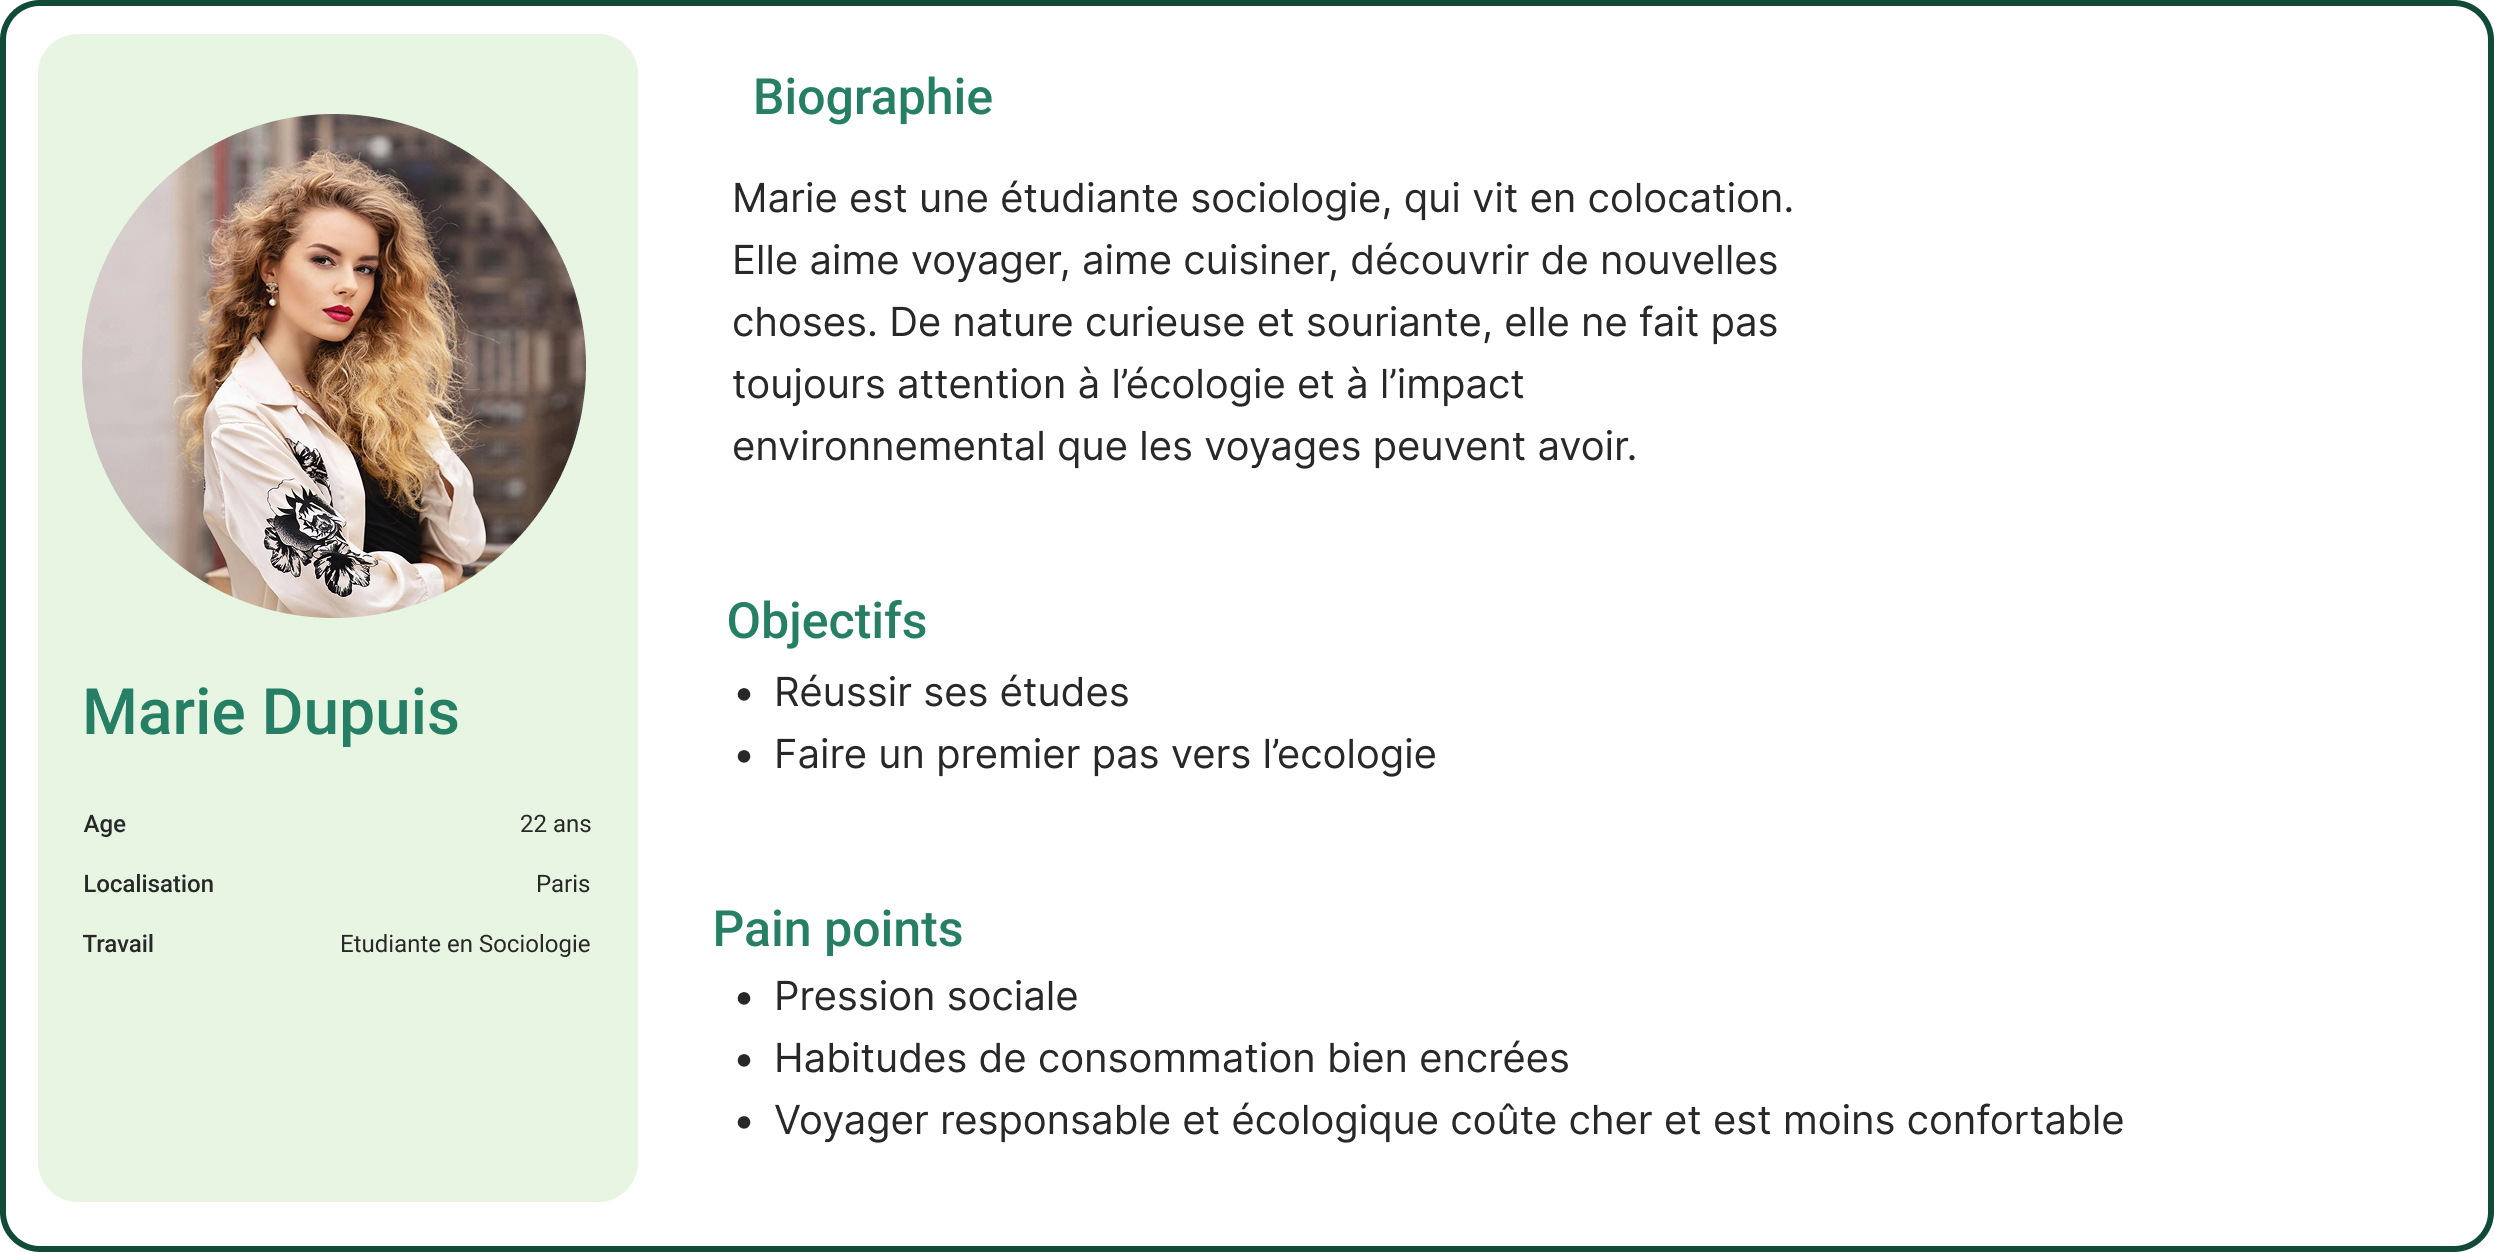 Marie Dupuis
Age 22 ans
Localisation Paris
Travail Etudiante en Sociologie
Biographie
Marie est une étudiante sociologie, qui vit en colocation.
Elle aime voyager, aime cuisiner, découvrir de nouvelles
choses. De nature curieuse et souriante, elle ne fait pas
toujours attention à l’écologie et à l’impact
environnemental que les voyages peuvent avoir.
Objectifs
• Réussir ses études
• Faire un premier pas vers l’ecologie
Pain points
• Pression sociale
• Habitudes de consommation bien encrées
• Voyager responsable et écologique coûte cher et est moins confortable